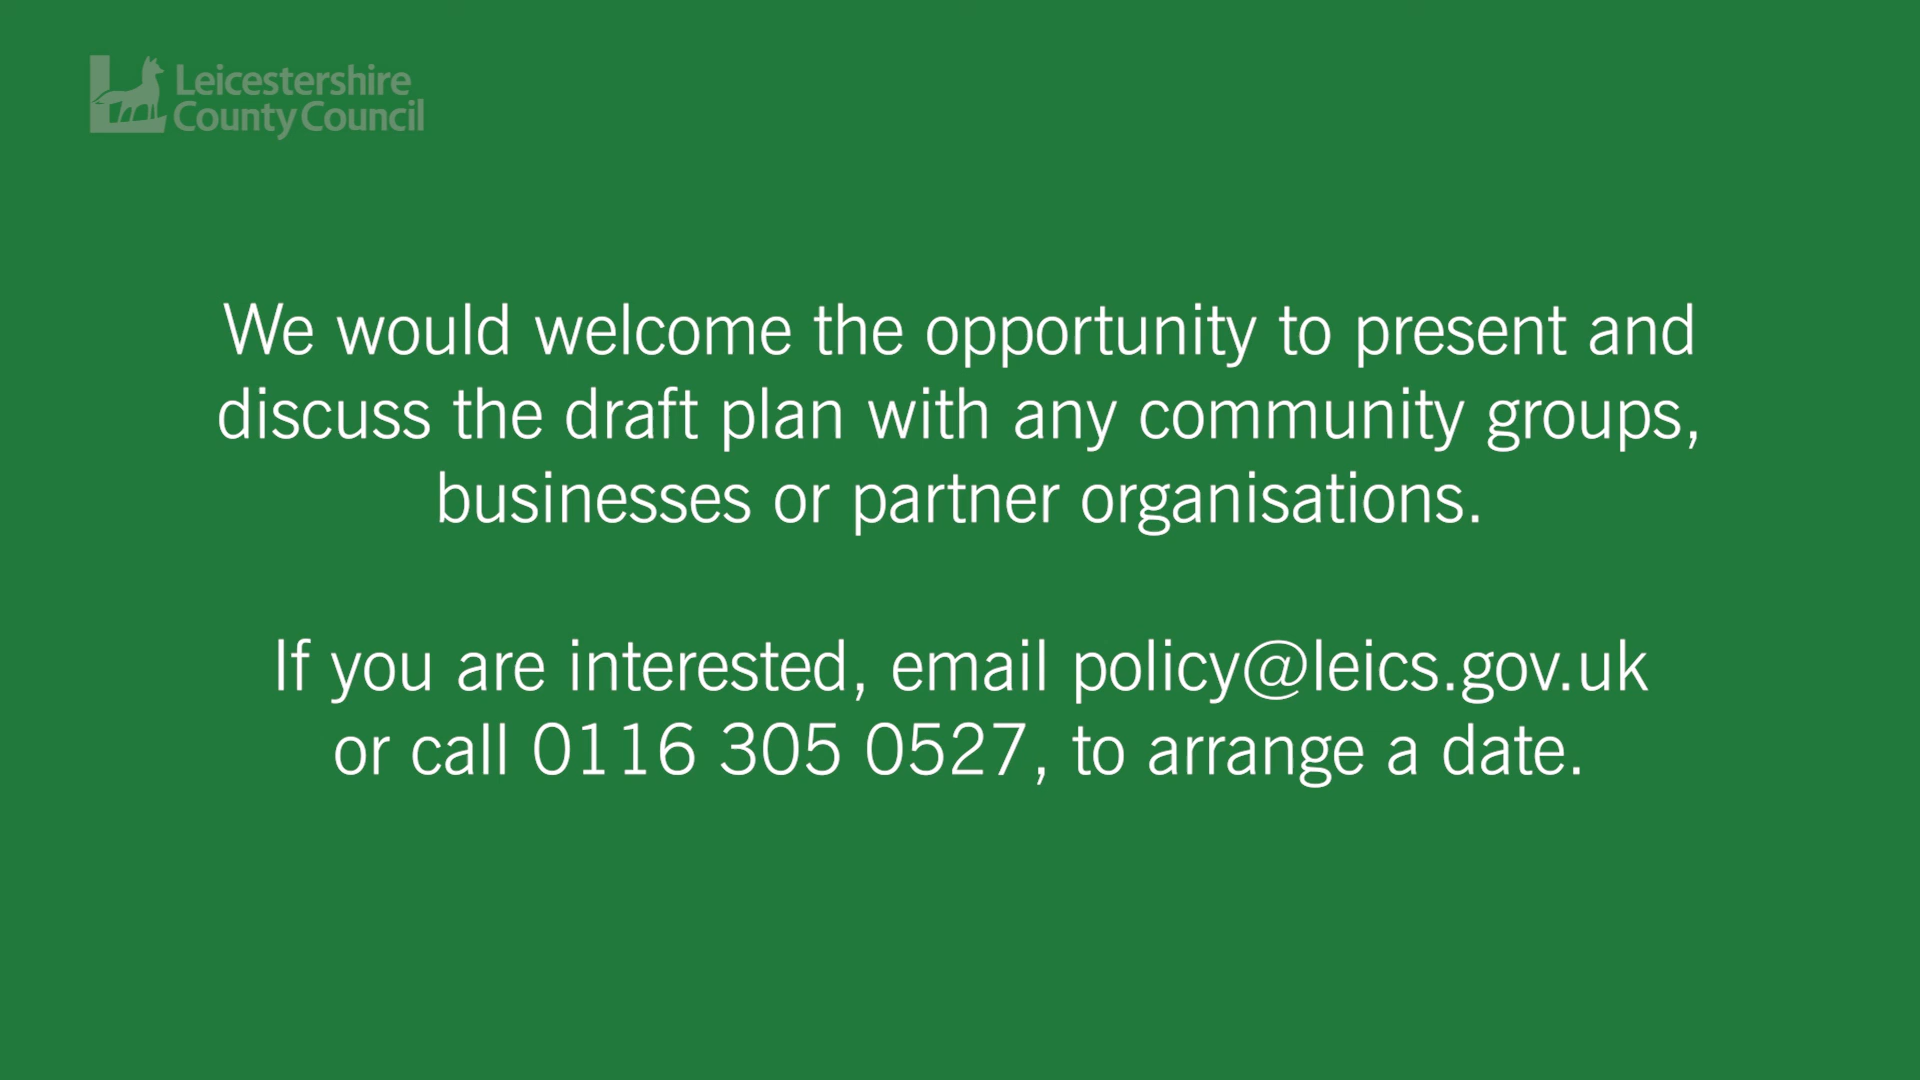 Leicestershire
County Council
We would welcome the opportunity to present and
discuss the draft plan with any community groups,
businesses or partner organisations.
If you are interested, email policy@leics.gov.uk
or call 0116 305 0527, to arrange a date.